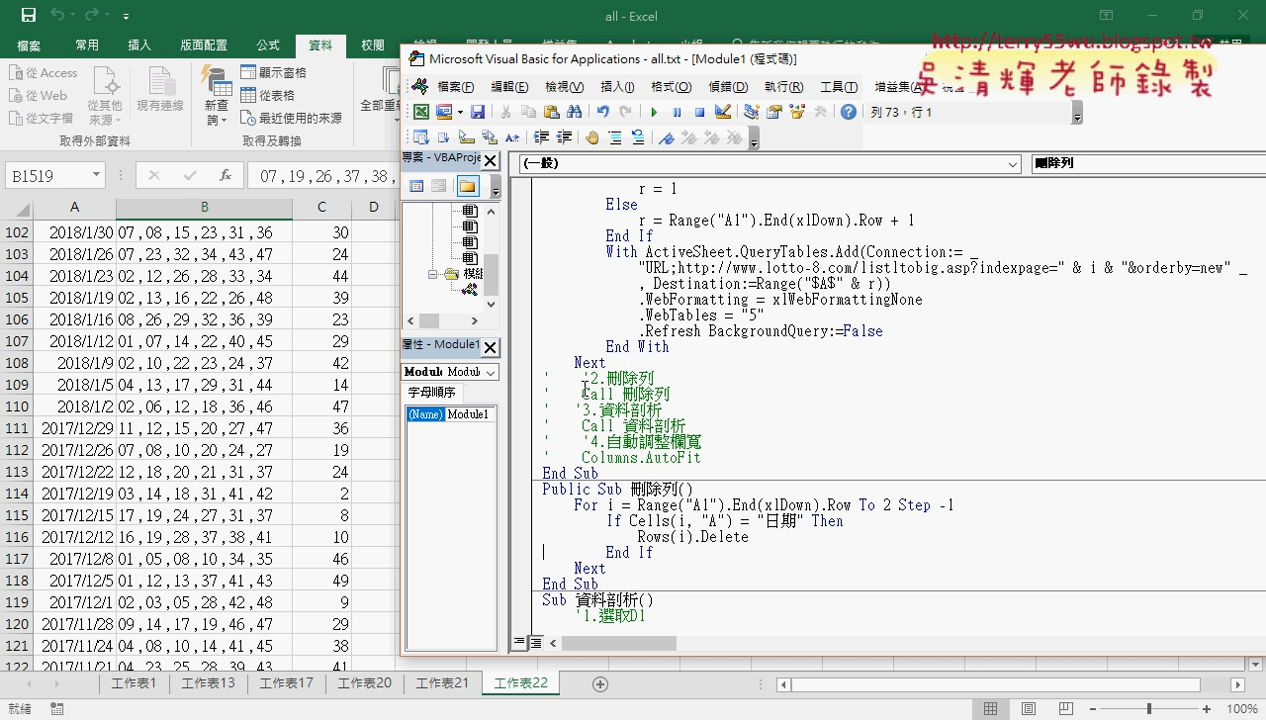 all - Excel
檔案 常用 插入 版面配置 公式 資料 校閱
http://terry55wu.blogspot.tw
吳清輝老師錄製
從 Access
從 Web
從文字檔
從其他來源
現有連線
取得外部資料
新查詢
顯示窗格
從表格
最近使用的來源
取得及轉換
全部重新
B1519
07,19,26,37,38,
A B C D
102 2018/1/30 07,08,15,23,31,36 30
103 2018/1/26 07,23,32,34,43,47 24
104 2018/1/23 02,12,26,28,33,34 44
105 2018/1/19 02,13,16,22,26,48 39
106 2018/1/16 08,26,29,32,36,39 23
107 2018/1/12 01,07,14,22,40,45 29
108 2018/1/9 02,10,22,23,24,37 42
109 2018/1/5 04,13,17,29,31,44 14
110 2018/1/2 02,06,12,18,36,46 47
111 2017/12/29 11,12,15,20,27,47 36
112 2017/12/26 07,08,10,20,24,27 19
113 2017/12/22 12,18,20,21,31,37 24
114 2017/12/19 03,14,18,31,41,42 2
115 2017/12/15 17,19,24,27,31,37 8
116 2017/12/12 16,19,28,37,38,41 10
117 2017/12/8 01,05,08,10,34,35 46
118 2017/12/5 01,12,13,37,41,43 49
119 2017/12/1 02,03,05,28,42,48 9
120 2017/11/28 09,14,17,19,46,47 29
121 2017/11/24 04,08,10,14,41,45 38
122 2017/11/21 04,23,25,28,39,43 41
工作表1 工作表13 工作表17 工作表20 工作表21 工作表22
就緒
100%
Microsoft Visual Basic for Applications - all.txt - [Module1 (程式碼)]
檔案(F) 編輯(E) 檢視(V) 插入(I) 格式(O) 偵錯(D) 執行(R) 工具(T) 增益集(A)
列 73，行 1
專案 - VBAProje
模組
屬性 - Module1
Module1 Modul
字母順序
(Name) Module1
(一般)
刪除列
r = 1
Else
r = Range("A1").End(xlDown).Row + 1
End If
With ActiveSheet.QueryTables.Add(Connection:= _
"URL;http://www.lotto-8.com/listltobig.asp?indexpage=" & i & "&orderby=new" _
, Destination:=Range("$A$" & r))
.WebFormatting = xlWebFormattingNone
.WebTables = "5"
.Refresh BackgroundQuery:=False
End With
Next
' '2.刪除列
' Call 刪除列
' '3.資料剖析
' Call 資料剖析
' '4.自動調整欄寬
' Columns.AutoFit
End Sub
Public Sub 刪除列()
For i = Range("A1").End(xlDown).Row To 2 Step -1
If Cells(i, "A") = "日期" Then
Rows(i).Delete
End If
Next
End Sub
Sub 資料剖析()
'1.選取D1